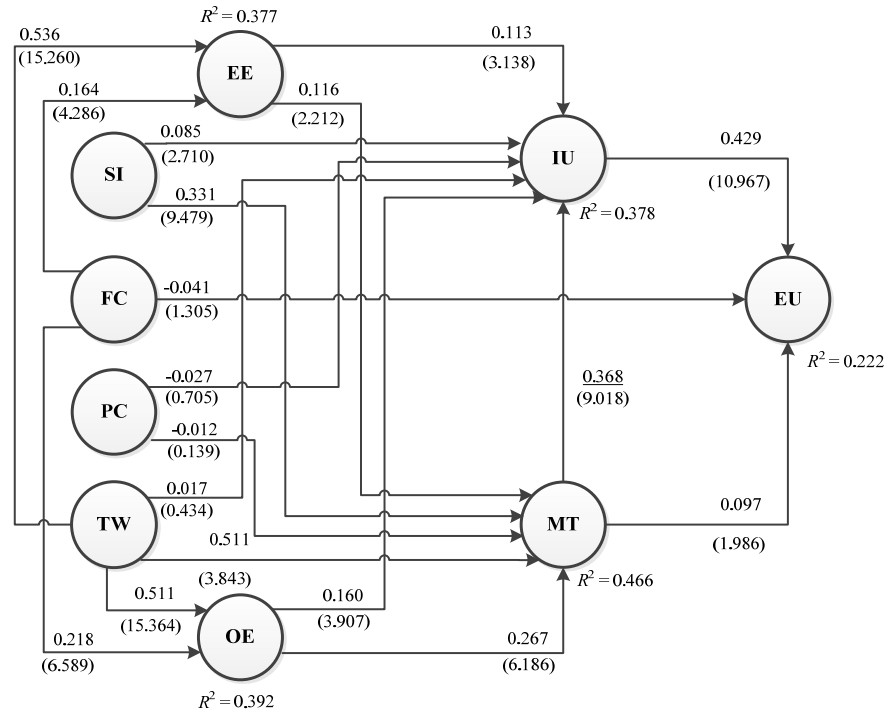 R² = 0.377
0.536
(15.260)
EE
0.113
(3.138)
0.164
(4.286)
0.116
(2.212)
SI
0.085
(2.710)
IU
0.429
(10.967)
0.331
(9.479)
R² = 0.378
FC
-0.041
(1.305)
EU
R² = 0.222
PC
-0.027
(0.705)
0.368
(9.018)
-0.012
(0.139)
TW
0.017
(0.434)
0.511
MT
0.097
(1.986)
(3.843)
R² = 0.466
0.511
(15.364)
OE
0.160
(3.907)
0.218
(6.589)
0.267
(6.186)
R² = 0.392